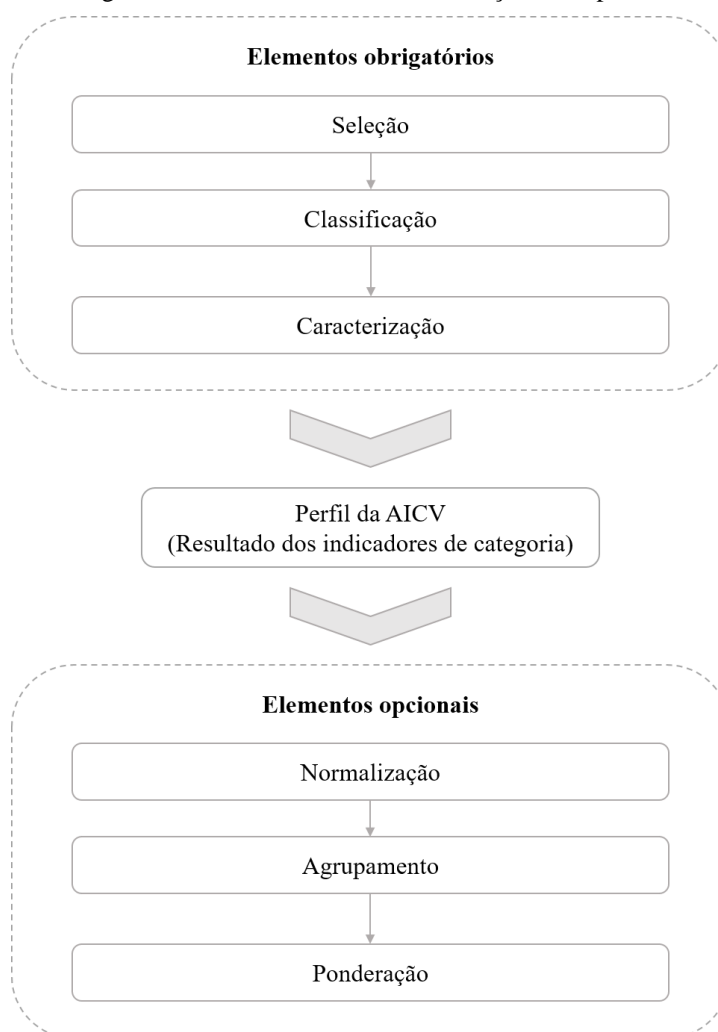 Elementos obrigatórios
Seleção
Classificação
Caracterização
Perfil da AICV
(Resultado dos indicadores de categoria)
Elementos opcionais
Normalização
Agrupamento
Ponderação